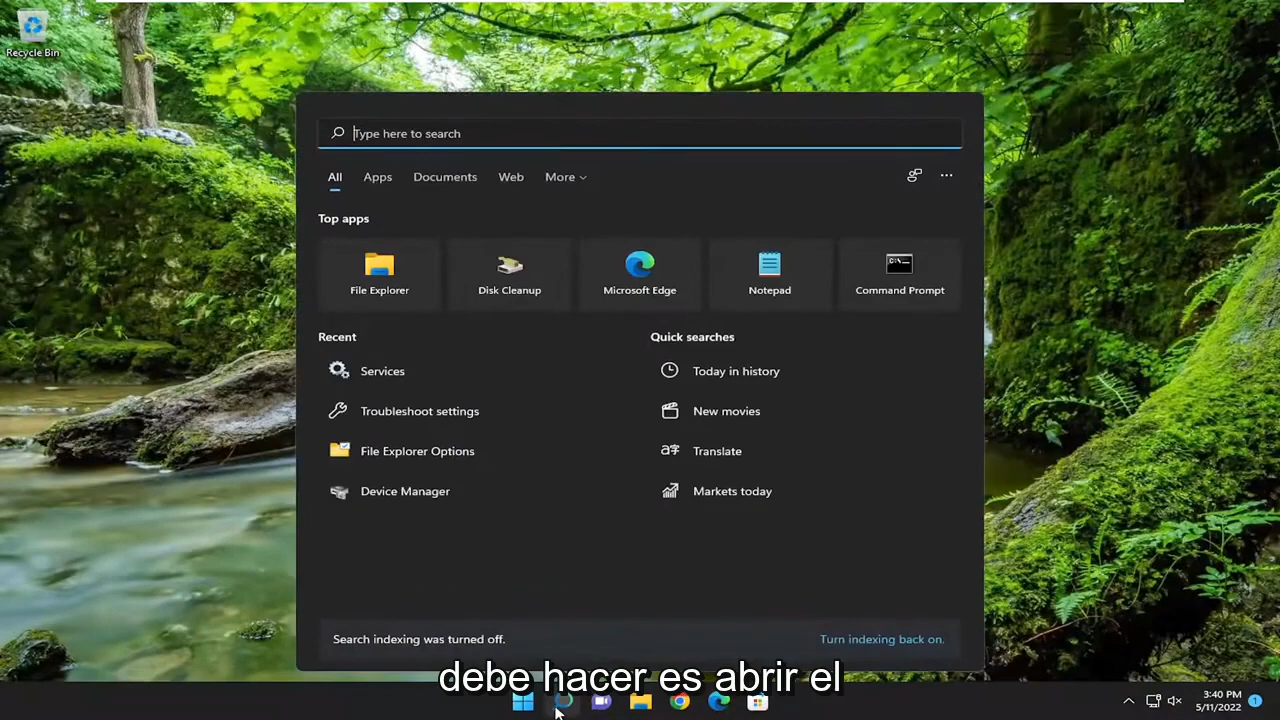 Recycle Bin
Type here to search
All Apps Documents Web More
Top apps
File Explorer Disk Cleanup Microsoft Edge Notepad Command Prompt
Recent Quick searches
Services Today in history
Troubleshoot settings New movies
File Explorer Options Translate
Device Manager Markets today
Search indexing was turned off. Turn indexing back on.
debe hacer es abrir el
3:40 PM
5/11/2022 1